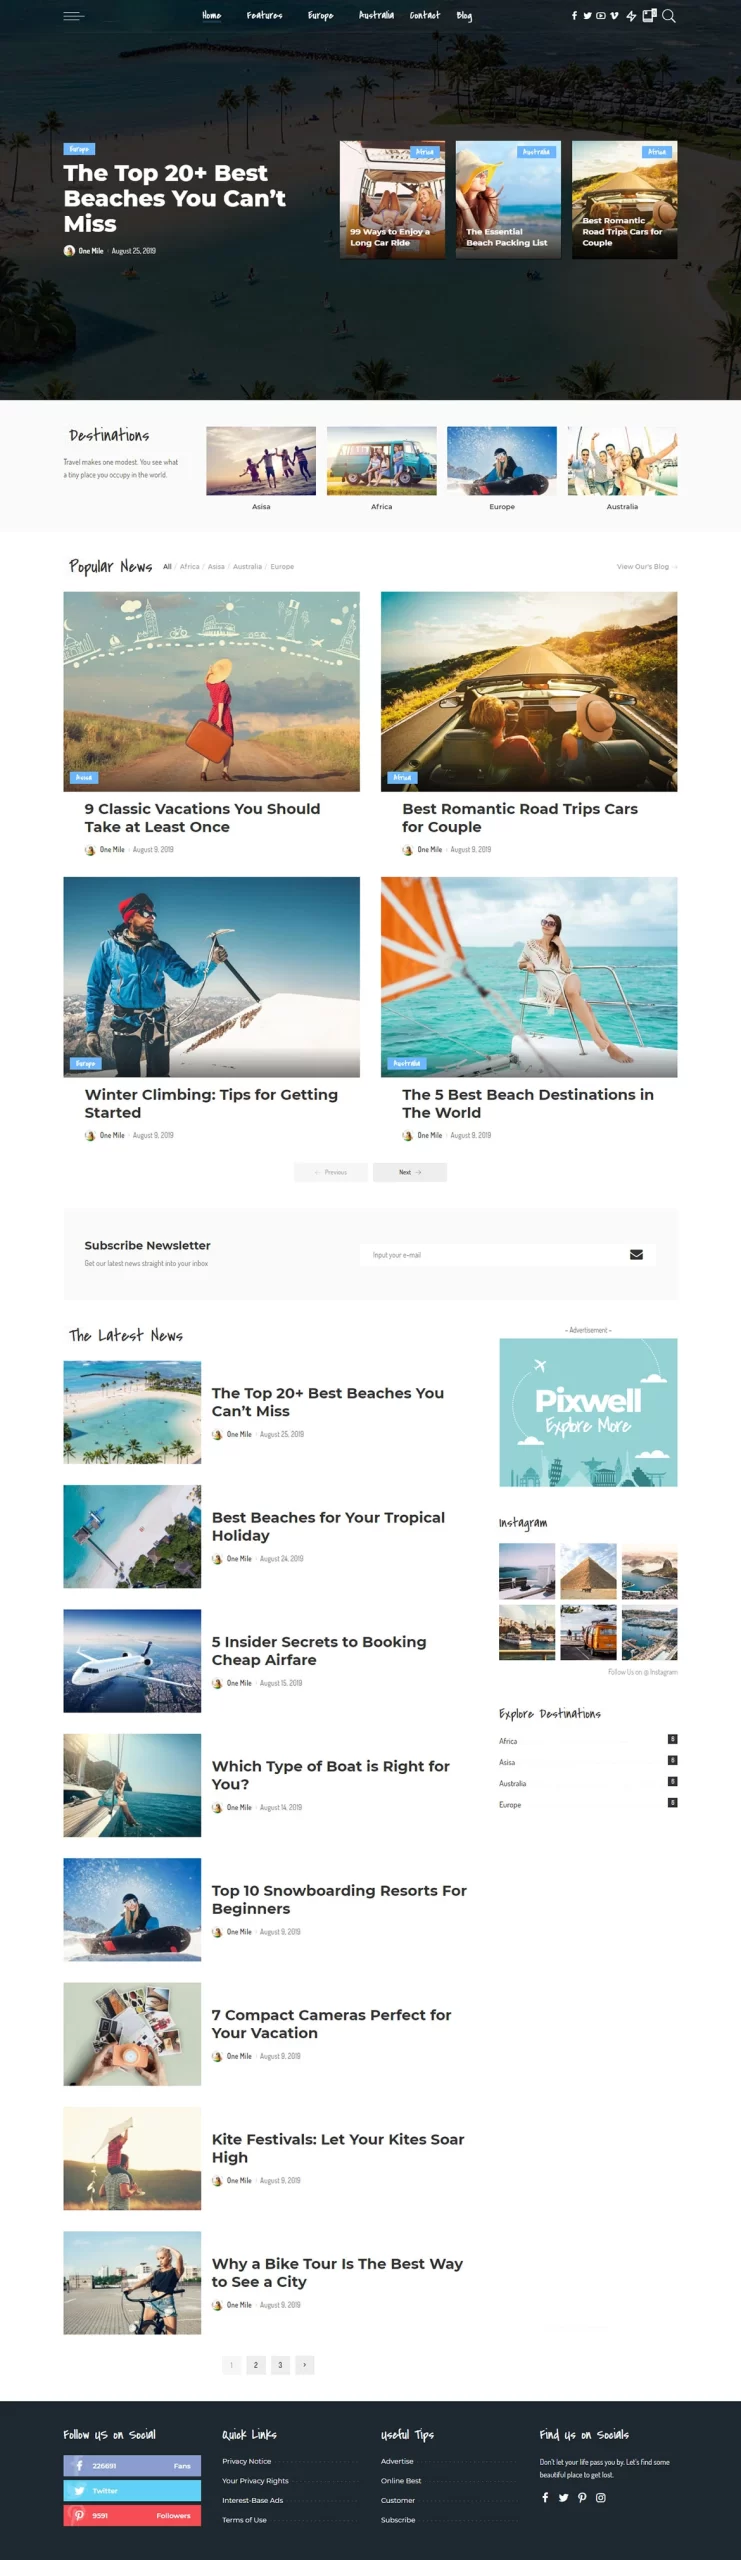 Home Features Europe Australia Contact Blog
Europe
The Top 20+ Best
Beaches You Can't
Miss
One Mile August 25, 2019
Africa
99 Ways to Enjoy a
Long Car Ride
Australia
The Essential
Beach Packing List
Africa
Best Romantic
Road Trips Cars for
Couple
Destinations
Travel makes one modest. You see what
a tiny place you occupy in the world.
Asisa
Africa
Europe
Australia
Popular News All / Africa / Asisa / Australia / Europe
View Our's Blog
Asisa
9 Classic Vacations You Should
Take at Least Once
One Mile August 9, 2019
Africa
Best Romantic Road Trips Cars
for Couple
One Mile August 9, 2019
Europe
Winter Climbing: Tips for Getting
Started
One Mile August 9, 2019
Australia
The 5 Best Beach Destinations in
The World
One Mile August 9, 2019
Previous Next
Subscribe Newsletter
Get our latest news straight into your inbox
Input your e-mail
The Latest News
The Top 20+ Best Beaches You
Can't Miss
One Mile August 25, 2019
Best Beaches for Your Tropical
Holiday
One Mile August 24, 2019
5 Insider Secrets to Booking
Cheap Airfare
One Mile August 15, 2019
Which Type of Boat is Right for
You?
One Mile August 14, 2019
Top 10 Snowboarding Resorts For
Beginners
One Mile August 9, 2019
7 Compact Cameras Perfect for
Your Vacation
One Mile August 9, 2019
Kite Festivals: Let Your Kites Soar
High
One Mile August 9, 2019
Why a Bike Tour Is The Best Way
to See a City
One Mile August 9, 2019
1 2 3
- Advertisement -
Pixwell
Explore More
Instagram
Follow Us on @ Instagram
Explore Destinations
Africa
Asisa 6
Australia 6
Europe 6
Follow US on Social
226691 Fans
Twitter
9591 Followers
Quick Links
Privacy Notice
Your Privacy Rights
Interest-Base Ads
Terms of Use
Useful Tips
Advertise
Online Best
Customer
Subscribe
Find Us on Socials
Don't let your life pass you by. Let's find some
beautiful place to get lost.